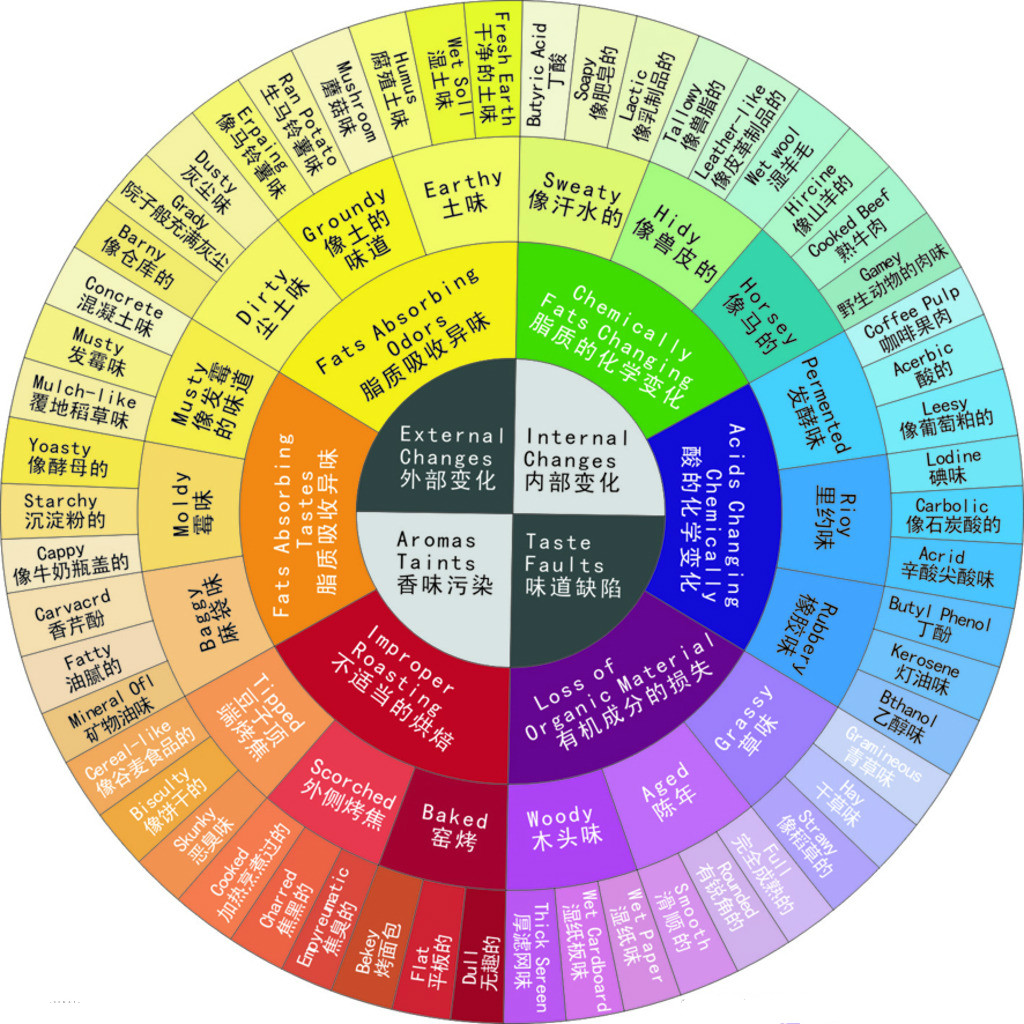 External
Changes
外部变化
Internal
Changes
内部变化
Aromas
Taints
香味污染
Taste
Faults
味道缺陷
Chemically
Fats Changing
脂质的化学变化
Acids Changing
Chemically
酸的化学变化
Loss of
Organic Material
有机成分的损失
Improper
Roasting
不适当的烘焙
Fats Absorbing
Tastes
脂质吸收异味
Fats Absorbing
Odors
脂质吸收异味
Sweaty
像汗水的
Hidy
像兽皮的
Horsey
像马的
Permented
发酵味
Rioy
里约味
Rubbery
橡胶味
Grassy
草味
Aged
陈年
Woody
木头味
Baked
窑烤
Scorched
外侧烤焦
Tipped
Baggy
麻袋味
Moldy
霉味
Musty
像发霉
的味道
Dirty
尘土味
Groundy
像土的
味道
Earthy
土味
Butyric Acid
丁酸
Soapy
像肥皂的
Lactic
像乳制品的
Tallowy
像兽脂的
Leather-like
像皮革制品的
Wet wool
湿羊毛
Hircine
像山羊的
Cooked Beef
熟牛肉
Gamey
野生动物的肉味
Coffee Pulp
咖啡果肉
Acerbic
酸的
Leesy
像葡萄粕的
Lodine
碘味
Carbolic
像石炭酸的
Acrid
辛酸尖酸味
Butyl Phenol
丁酚
Kerosene
灯油味
Bthanol
乙醇味
Gramineous
青草味
Hay
干草味
Strawy
像稻草的
Full
完全成熟的
Rounded
有锐角的
Smooth
滑顺的
Wet Paper
湿纸味
Wet Cardboard
湿纸板味
Thick Sereen
厚滤网味
Dull
无趣的
Flat
平板的
Bekey
烤面包
Empyreumatic
焦臭的
Charred
焦黑的
Cooked
加热烹煮过的
Skunky
恶臭味
Biscuity
像饼干的
Cereal-like
像谷麦食品的
Mineral Ofl
矿物油味
Fatty
油腻的
Carvacrd
香芹酚
Cappy
像牛奶瓶盖的
Starchy
沉淀粉的
Yoasty
像酵母的
Mulch-like
覆地稻草味
Musty
发霉味
Concrete
混凝土味
Barny
像仓库的
Grady
院子般充满灰尘
Dusty
灰尘味
Erpaing
像马铃薯味
Ran Potato
生马铃薯味
Mushroom
蘑菇味
Humus
腐殖土味
Wet Soll
湿土味
Fresh Earth
干净的土味